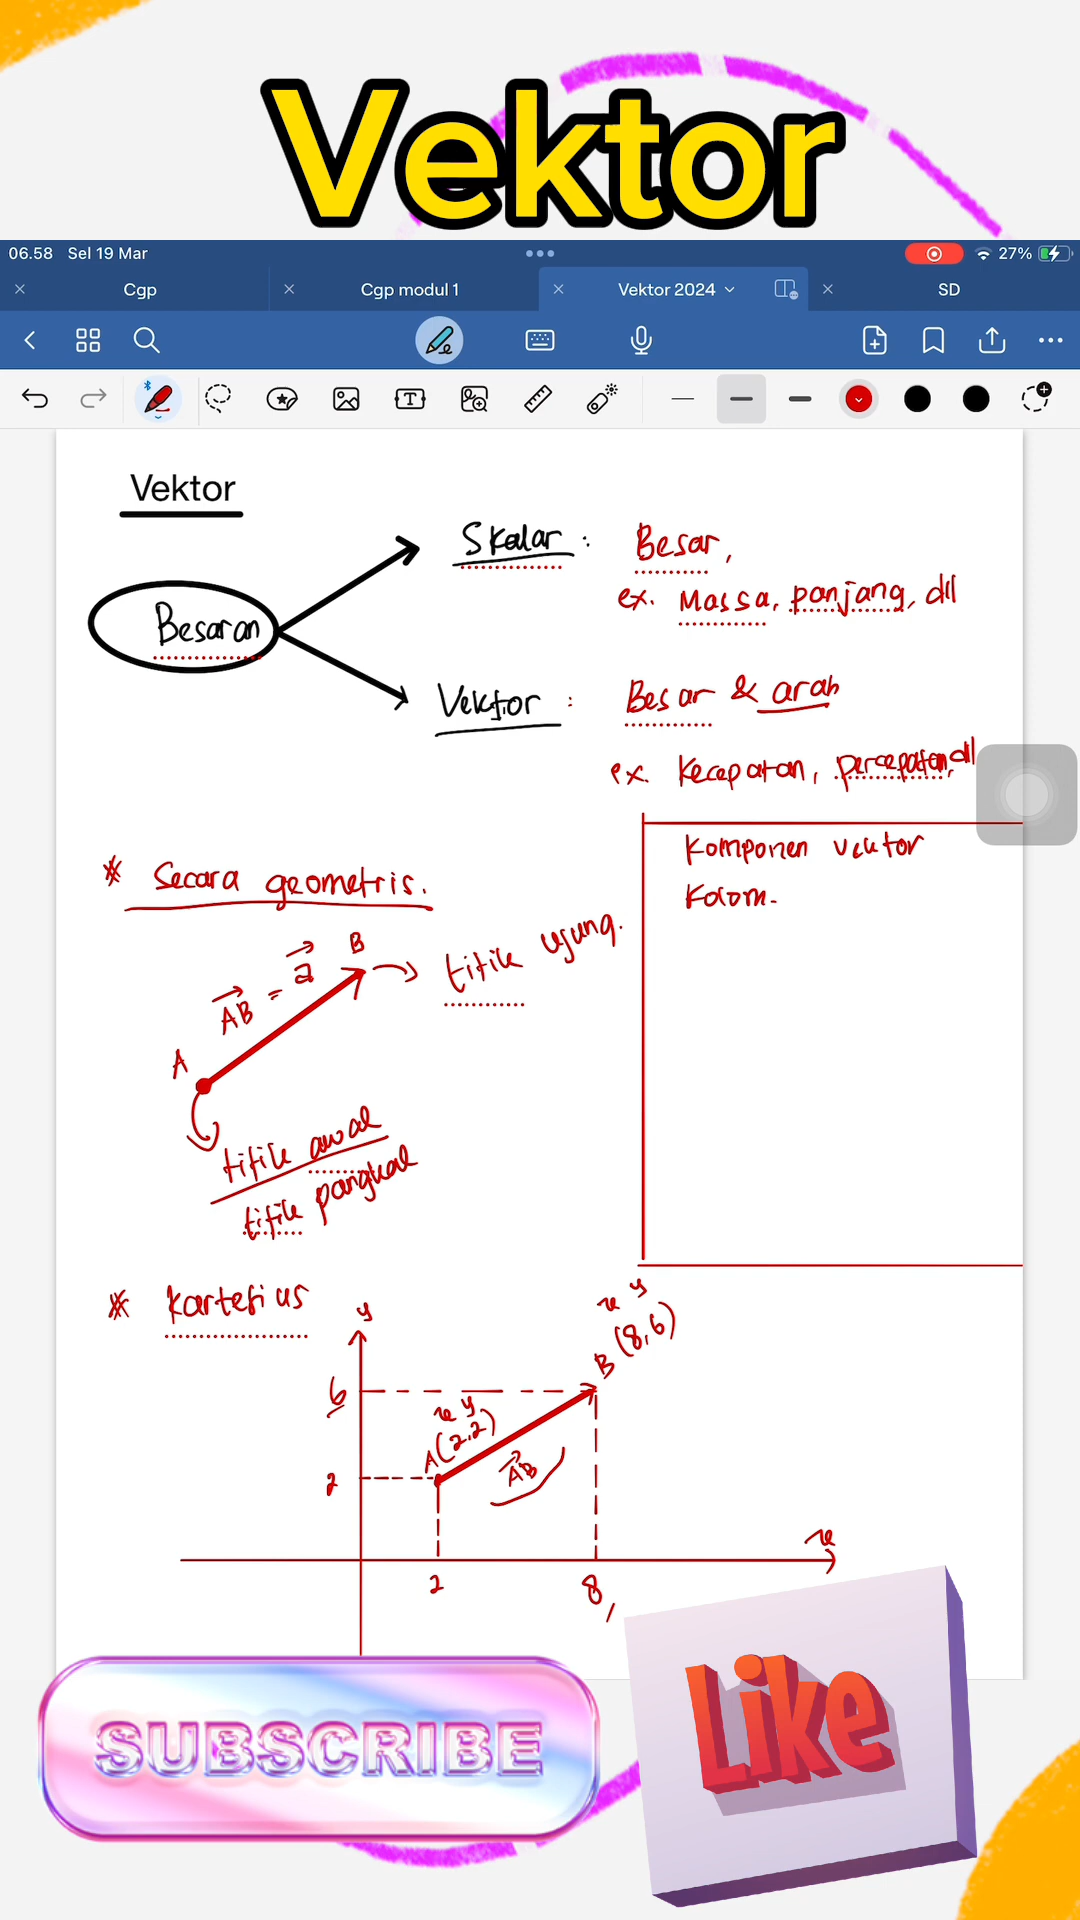 Vektor
06.58 Sel 19 Mar
27%
Cgp
Cgp modul 1
Vektor 2024
SD
Vektor
Besaran
Skalar : Besar,
ex. Massa, panjang, dll
Vektor : Besar & arah
ex. Kecepatan, percepatan, dll
* Secara geometris.
AB = a
A
B
titik ujung.
titik awal
titik pangkal
Komponen vektor
Kolom.
* Kartesius
y
x y
B (8,6)
6
x y
A(2,2)
AB
2
x
2
8,
SUBSCRIBE
Like